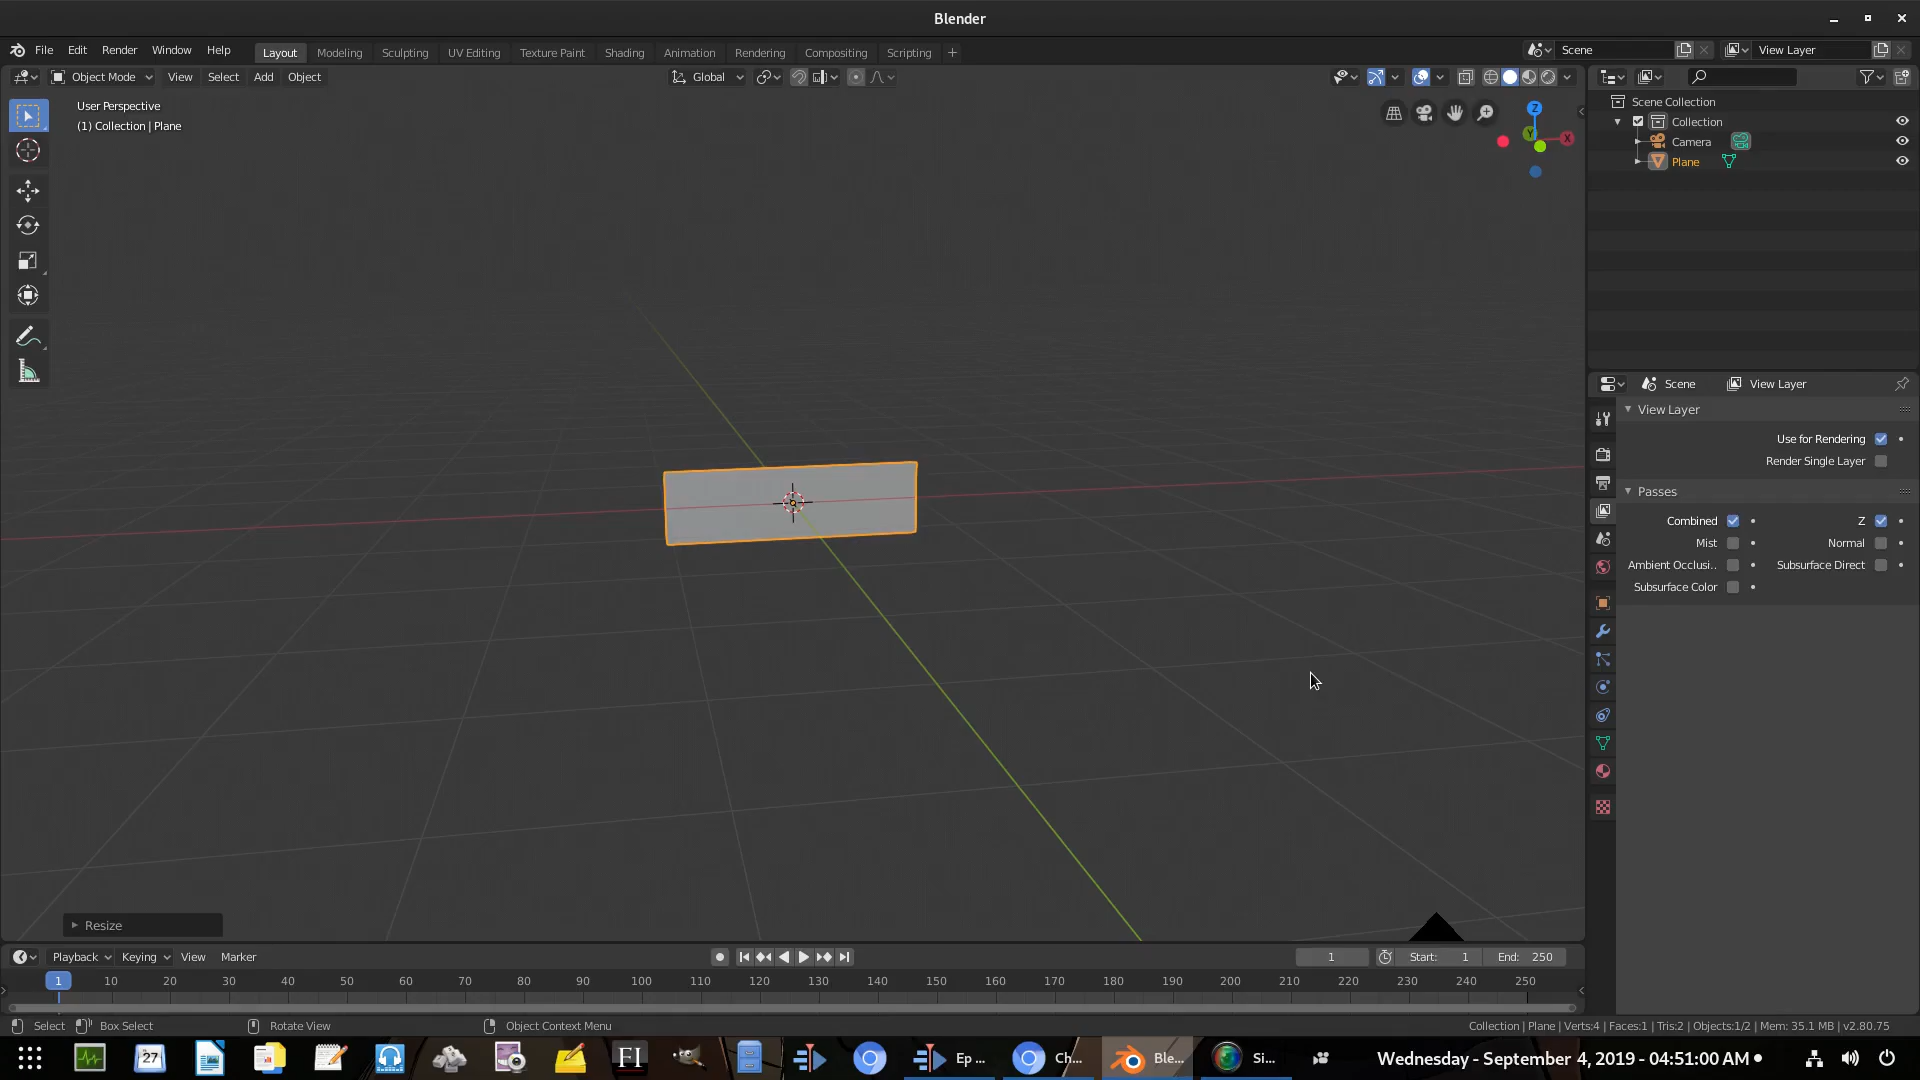 Blender
File Edit Render Window Help
Layout Modeling Sculpting UV Editing Texture Paint Shading Animation Rendering Compositing Scripting +
Scene
View Layer
Object Mode View Select Add Object
Global
User Perspective
(1) Collection | Plane
Z
Y
X
Scene Collection
Collection
Camera
Plane
Scene View Layer
View Layer
Use for Rendering
Render Single Layer
Passes
Combined Z
Mist Normal
Ambient Occlusi.. Subsurface Direct
Subsurface Color
Resize
Playback Keying View Marker
1 Start: 1 End: 250
1 10 20 30 40 50 60 70 80 90 100 110 120 130 140 150 160 170 180 190 200 210 220 230 240 250
Select Box Select Rotate View Object Context Menu
Collection | Plane | Verts:4 | Faces:1 | Tris:2 | Objects:1/2 | Mem: 35.1 MB | v2.80.75
27 FI Ep ... Ch... Ble... Si... Wednesday - September 4, 2019 - 04:51:00 AM